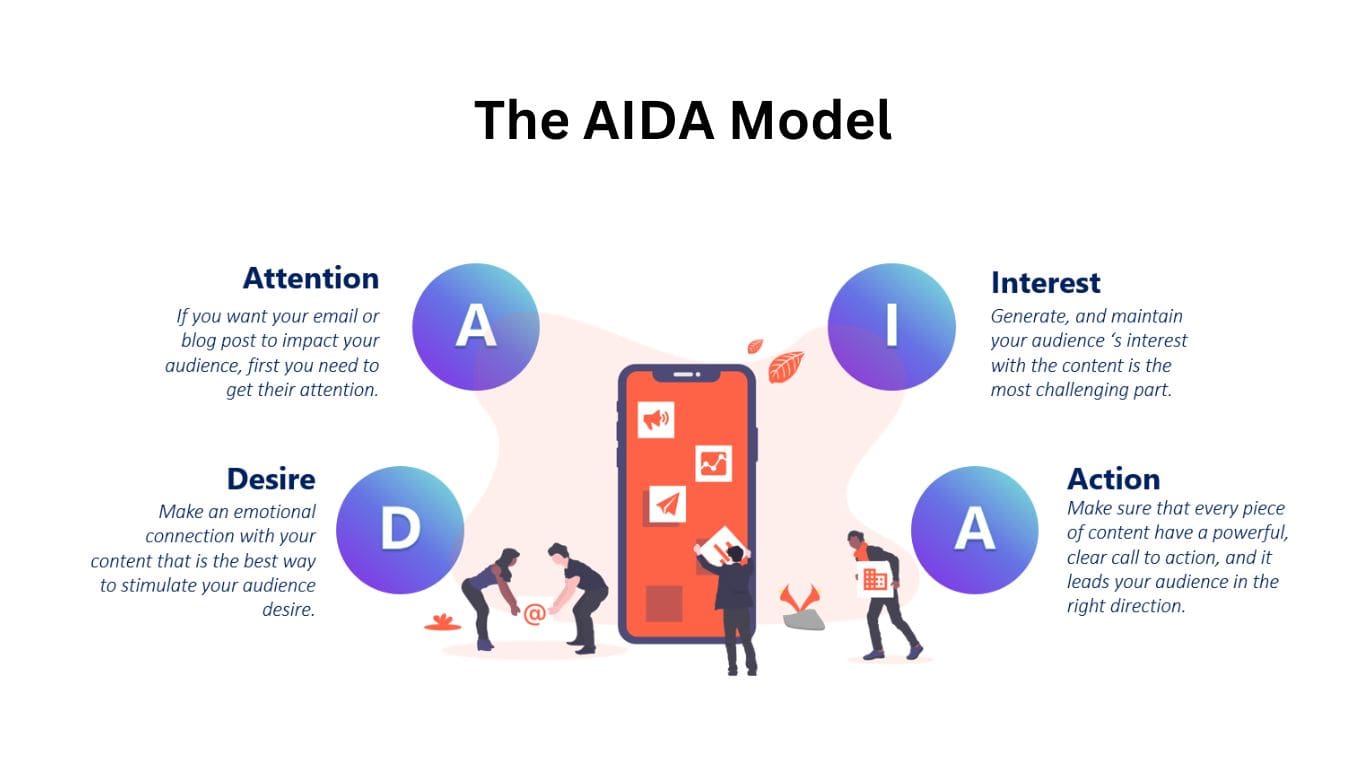 The AIDA Model
Attention
If you want your email or
blog post to impact your
audience, first you need to
get their attention.
A
I
Interest
Generate, and maintain
your audience ‘s interest
with the content is the
most challenging part.
Desire
Make an emotional
connection with your
content that is the best way
to stimulate your audience
desire.
D
@
A
Action
Make sure that every piece
of content have a powerful,
clear call to action, and it
leads your audience in the
right direction.